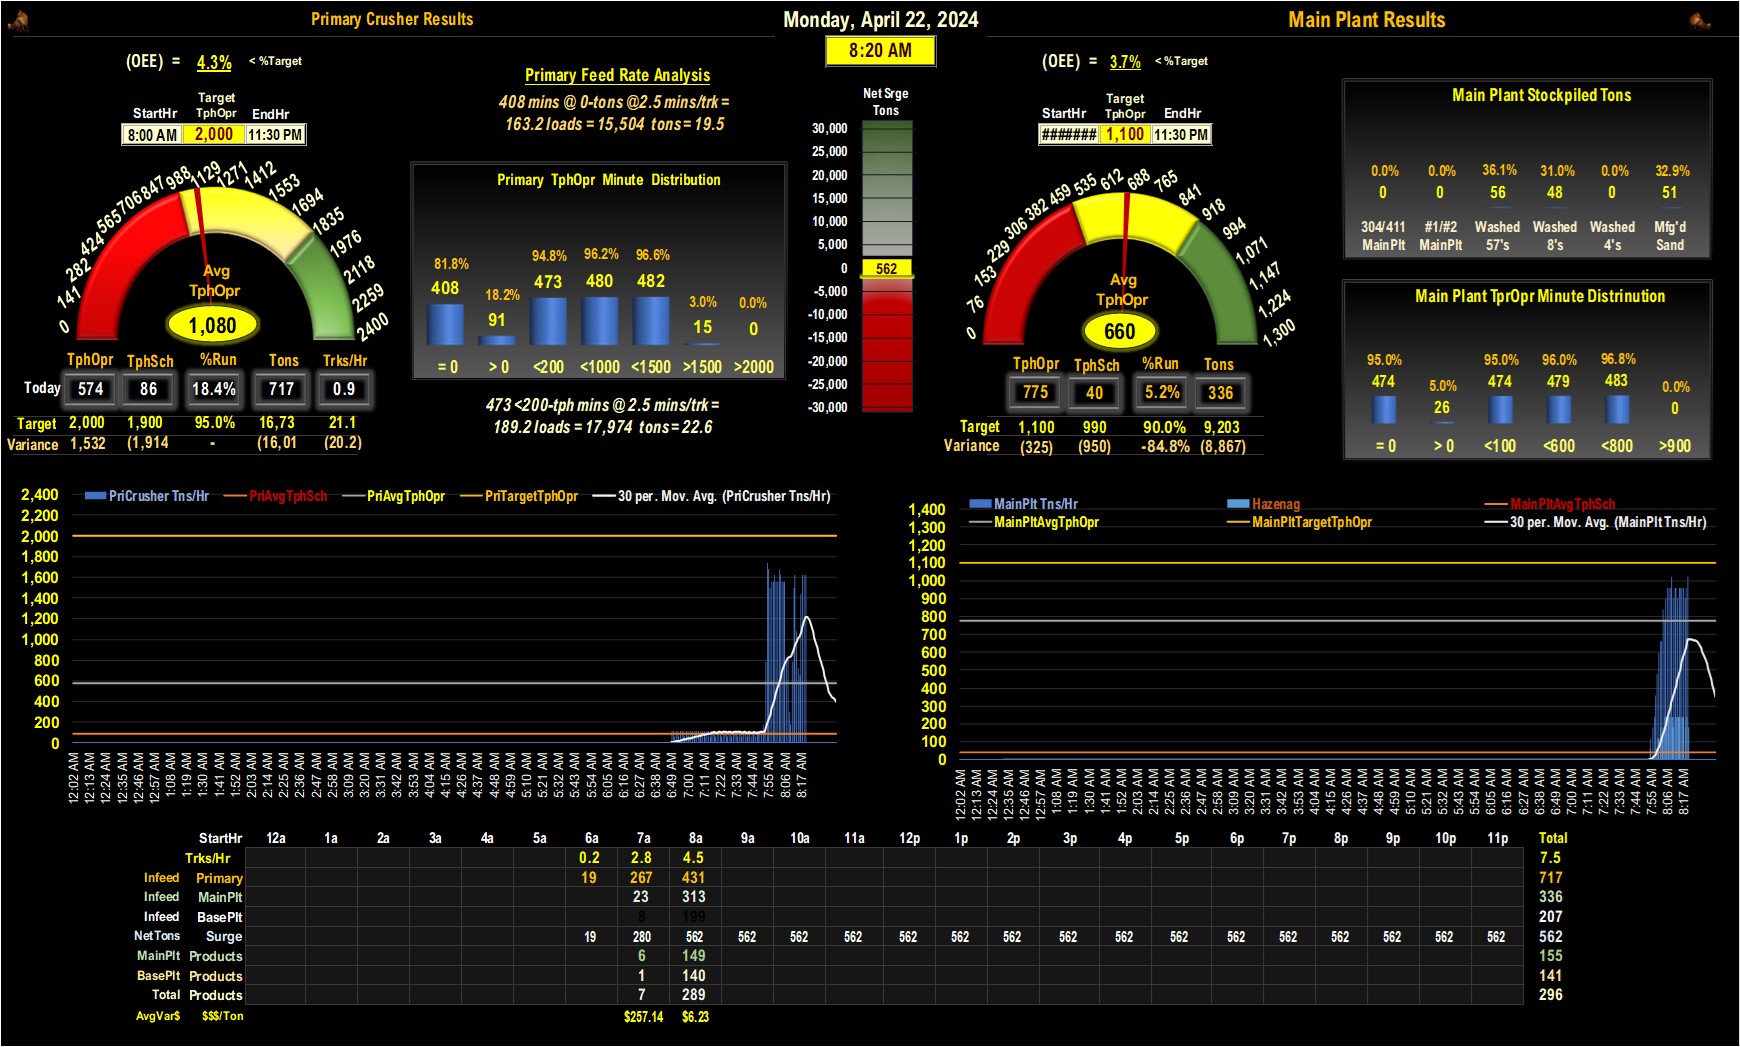 Primary Crusher Results
Monday, April 22, 2024
Main Plant Results
8:20 AM
(OEE) = 4.3% < %Target
StartHr Target TphOpr EndHr
8:00 AM 2,000 11:30 PM
0 141 282 424 565 706 847 988 1129 1271 1412 1553 1694 1835 1976 2118 2259 2400
Avg
TphOpr
1,080
TphOpr TphSch %Run Tons Trks/Hr
Today 574 86 18.4% 717 0.9
Target 2,000 1,900 95.0% 16,73 21.1
Variance 1,532 (1,914 - (16,01 (20.2)
Primary Feed Rate Analysis
408 mins @ 0-tons @2.5 mins/trk =
163.2 loads = 15,504 tons = 19.5
Primary TphOpr Minute Distribution
81.8% 18.2% 94.8% 96.2% 96.6% 3.0% 0.0%
408 91 473 480 482 15 0
= 0 > 0 <200 <1000 <1500 >1500 >2000
473 <200-tph mins @ 2.5 mins/trk =
189.2 loads = 17,974 tons = 22.6
Net Srge
Tons
30,000
25,000
20,000
15,000
10,000
5,000
0
562
-5,000
-10,000
-15,000
-20,000
-25,000
-30,000
(OEE) = 3.7% < %Target
StartHr Target TphOpr EndHr
####### 1,100 11:30 PM
0 76 153 229 306 382 459 535 612 688 765 841 918 994 1,071 1,147 1,224 1,300
Avg
TphOpr
660
TphOpr TphSch %Run Tons
775 40 5.2% 336
Target 1,100 990 90.0% 9,203
Variance (325) (950) -84.8% (8,867)
Main Plant Stockpiled Tons
0.0% 0.0% 36.1% 31.0% 0.0% 32.9%
0 0 56 48 0 51
304/411 #1/#2 Washed Washed Washed Mfg'd
MainPlt MainPlt 57's 8's 4's Sand
Main Plant TprOpr Minute Distrinution
95.0% 5.0% 95.0% 96.0% 96.8% 0.0%
474 26 474 479 483 0
= 0 > 0 <100 <600 <800 >900
PriCrusher Tns/Hr PriAvgTphSch PriAvgTphOpr PriTargetTphOpr 30 per. Mov. Avg. (PriCrusher Tns/Hr)
2,400
2,200
2,000
1,800
1,600
1,400
1,200
1,000
800
600
400
200
0
12:02 AM 12:13 AM 12:24 AM 12:35 AM 12:46 AM 12:57 AM 1:08 AM 1:19 AM 1:30 AM 1:41 AM 1:52 AM 2:03 AM 2:14 AM 2:25 AM 2:36 AM 2:47 AM 2:58 AM 3:09 AM 3:20 AM 3:31 AM 3:42 AM 3:53 AM 4:04 AM 4:15 AM 4:26 AM 4:37 AM 4:48 AM 4:59 AM 5:10 AM 5:21 AM 5:32 AM 5:43 AM 5:54 AM 6:05 AM 6:16 AM 6:27 AM 6:38 AM 6:49 AM 7:00 AM 7:11 AM 7:22 AM 7:33 AM 7:44 AM 7:55 AM 8:06 AM 8:17 AM
MainPlt Tns/Hr Hazenag MainPltAvgTphSch
MainPltAvgTphOpr MainPltTargetTphOpr 30 per. Mov. Avg. (MainPlt Tns/Hr)
1,400
1,300
1,200
1,100
1,000
900
800
700
600
500
400
300
200
100
0
12:02 AM 12:13 AM 12:24 AM 12:35 AM 12:46 AM 12:57 AM 1:08 AM 1:19 AM 1:30 AM 1:41 AM 1:52 AM 2:03 AM 2:14 AM 2:25 AM 2:36 AM 2:47 AM 2:58 AM 3:09 AM 3:20 AM 3:31 AM 3:42 AM 3:53 AM 4:04 AM 4:15 AM 4:26 AM 4:37 AM 4:48 AM 4:59 AM 5:10 AM 5:21 AM 5:32 AM 5:43 AM 5:54 AM 6:05 AM 6:16 AM 6:27 AM 6:38 AM 6:49 AM 7:00 AM 7:11 AM 7:22 AM 7:33 AM 7:44 AM 7:55 AM 8:06 AM 8:17 AM
StartHr 12a 1a 2a 3a 4a 5a 6a 7a 8a 9a 10a 11a 12p 1p 2p 3p 4p 5p 6p 7p 8p 9p 10p 11p Total
Trks/Hr 0.2 2.8 4.5 7.5
Infeed Primary 19 267 431 717
Infeed MainPlt 23 313 336
Infeed BasePlt 8 199 207
NetTons Surge 19 280 562 562 562 562 562 562 562 562 562 562 562 562 562 562 562 562 562
MainPlt Products 6 149 155
BasePlt Products 1 140 141
Total Products 7 289 296
AvgVar$ $$$/Ton $257.14 $6.23